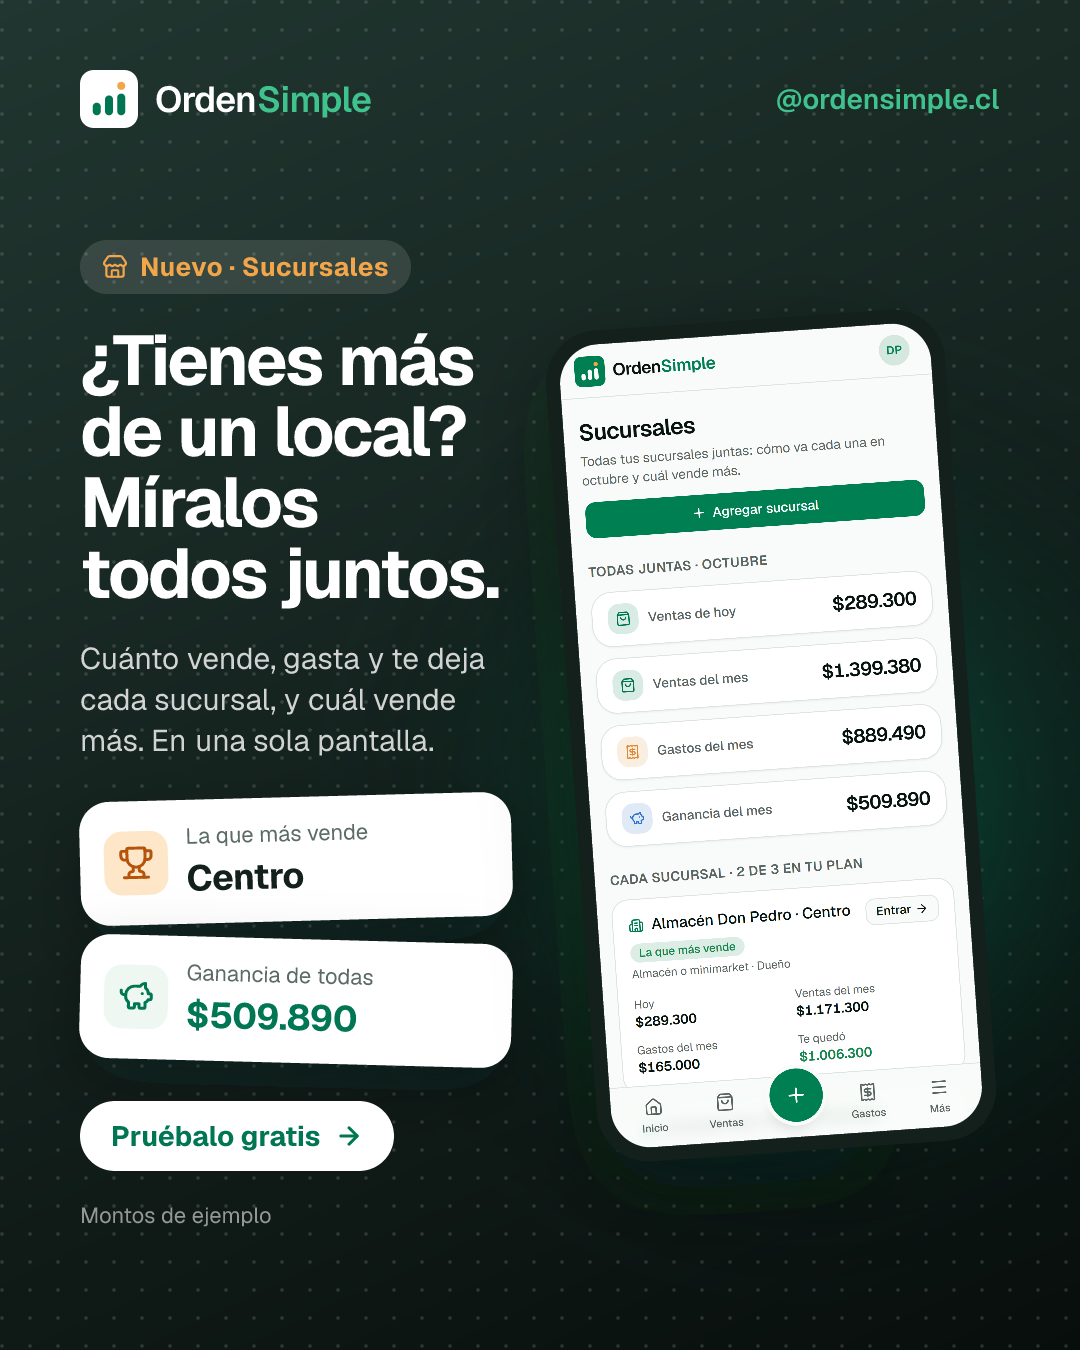 OrdenSimple
@ordensimple.cl
Nuevo · Sucursales
¿Tienes más
de un local?
Míralos
todos juntos.
Cuánto vende, gasta y te deja
cada sucursal, y cuál vende
más. En una sola pantalla.
La que más vende
Centro
Ganancia de todas
$509.890
Pruébalo gratis →
Montos de ejemplo
OrdenSimple
DP
Sucursales
Todas tus sucursales juntas: cómo va cada una en
octubre y cuál vende más.
+ Agregar sucursal
TODAS JUNTAS · OCTUBRE
Ventas de hoy $289.300
Ventas del mes $1.399.380
Gastos del mes $889.490
Ganancia del mes $509.890
CADA SUCURSAL · 2 DE 3 EN TU PLAN
Almacén Don Pedro · Centro Entrar →
La que más vende
Almacén o minimarket · Dueño
Hoy Ventas del mes
$289.300 $1.171.300
Gastos del mes Te quedó
$165.000 $1.006.300
Inicio Ventas + Gastos Más